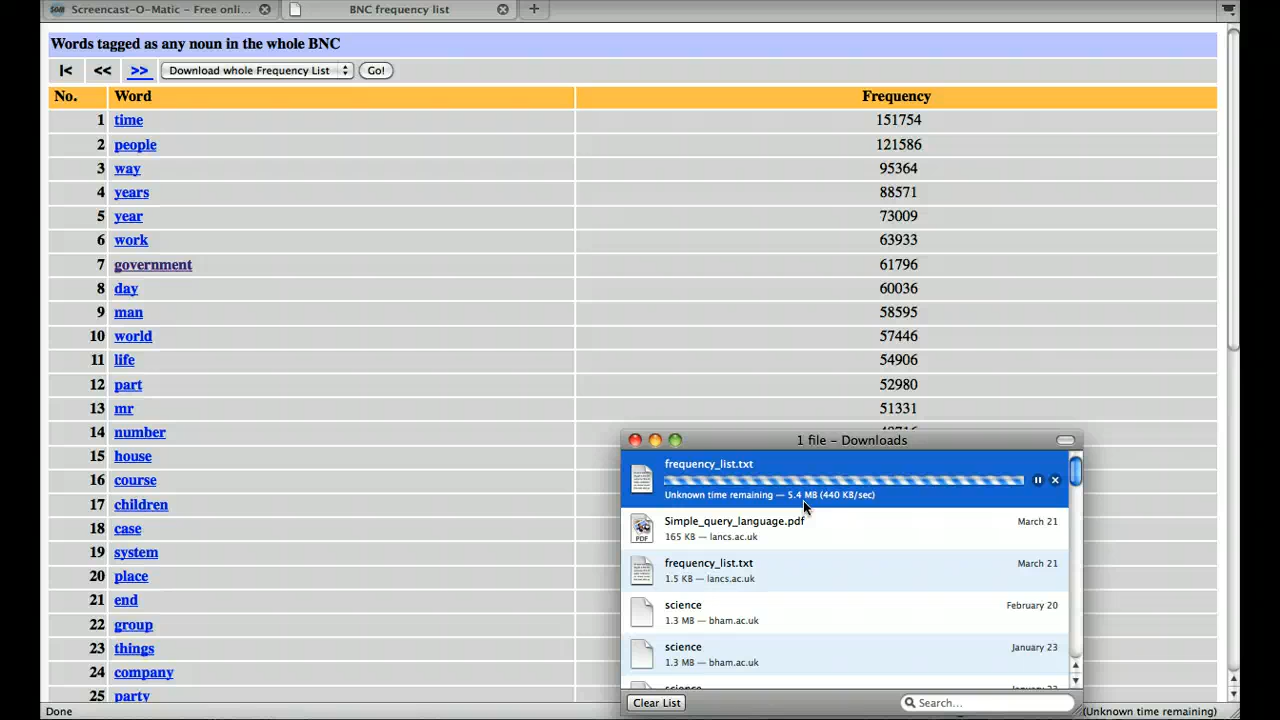 Screencast-O-Matic - Free onli...
BNC frequency list
Words tagged as any noun in the whole BNC
|< << >> Download whole Frequency List Go!
No. Word Frequency
1 time 151754
2 people 121586
3 way 95364
4 years 88571
5 year 73009
6 work 63933
7 government 61796
8 day 60036
9 man 58595
10 world 57446
11 life 54906
12 part 52980
13 mr 51331
14 number
15 house
16 course
17 children
18 case
19 system
20 place
21 end
22 group
23 things
24 company
25 party
1 file - Downloads
frequency_list.txt
Unknown time remaining — 5.4 MB (440 KB/sec)
Simple_query_language.pdf March 21
165 KB — lancs.ac.uk
frequency_list.txt March 21
1.5 KB — lancs.ac.uk
science February 20
1.3 MB — bham.ac.uk
science January 23
1.3 MB — bham.ac.uk
Clear List
Search...
Done
(Unknown time remaining)